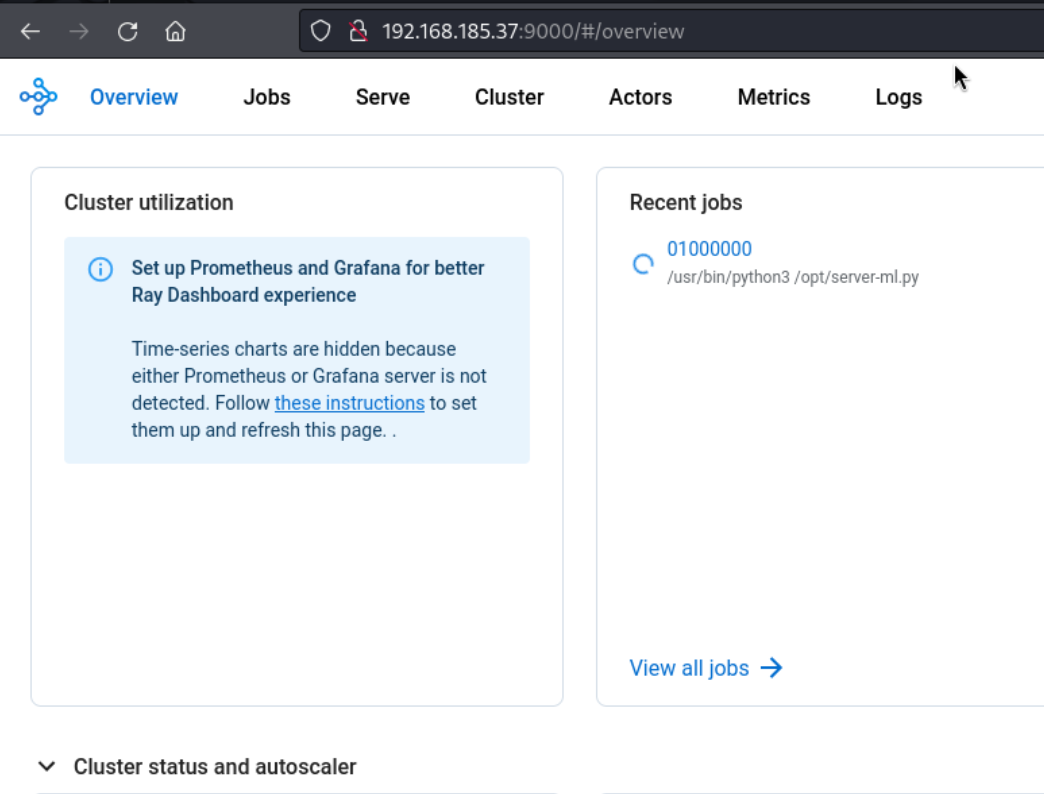 192.168.185.37:9000/#/overview
Overview Jobs Serve Cluster Actors Metrics Logs
Cluster utilization
Set up Prometheus and Grafana for better
Ray Dashboard experience
Time-series charts are hidden because
either Prometheus or Grafana server is not
detected. Follow these instructions to set
them up and refresh this page. .
Recent jobs
01000000
/usr/bin/python3 /opt/server-ml.py
View all jobs
Cluster status and autoscaler